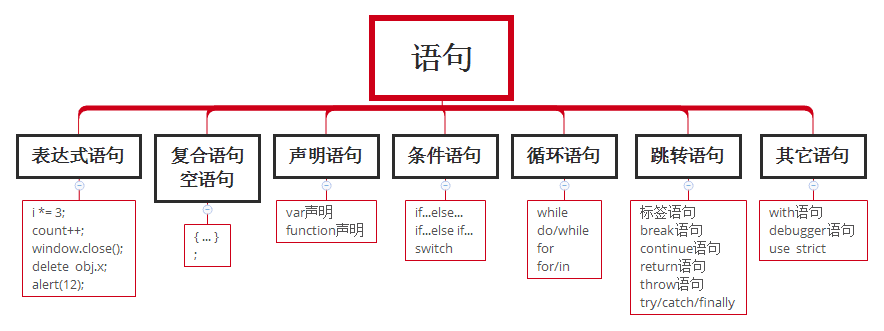 语句
表达式语句
i *= 3;
count++;
window.close();
delete obj.x;
alert(12);
复合语句
空语句
{ ... }
;
声明语句
var声明
function声明
条件语句
if...else...
if...else if...
switch
循环语句
while
do/while
for
for/in
跳转语句
标签语句
break语句
continue语句
return语句
throw语句
try/catch/finally
其它语句
with语句
debugger语句
use strict